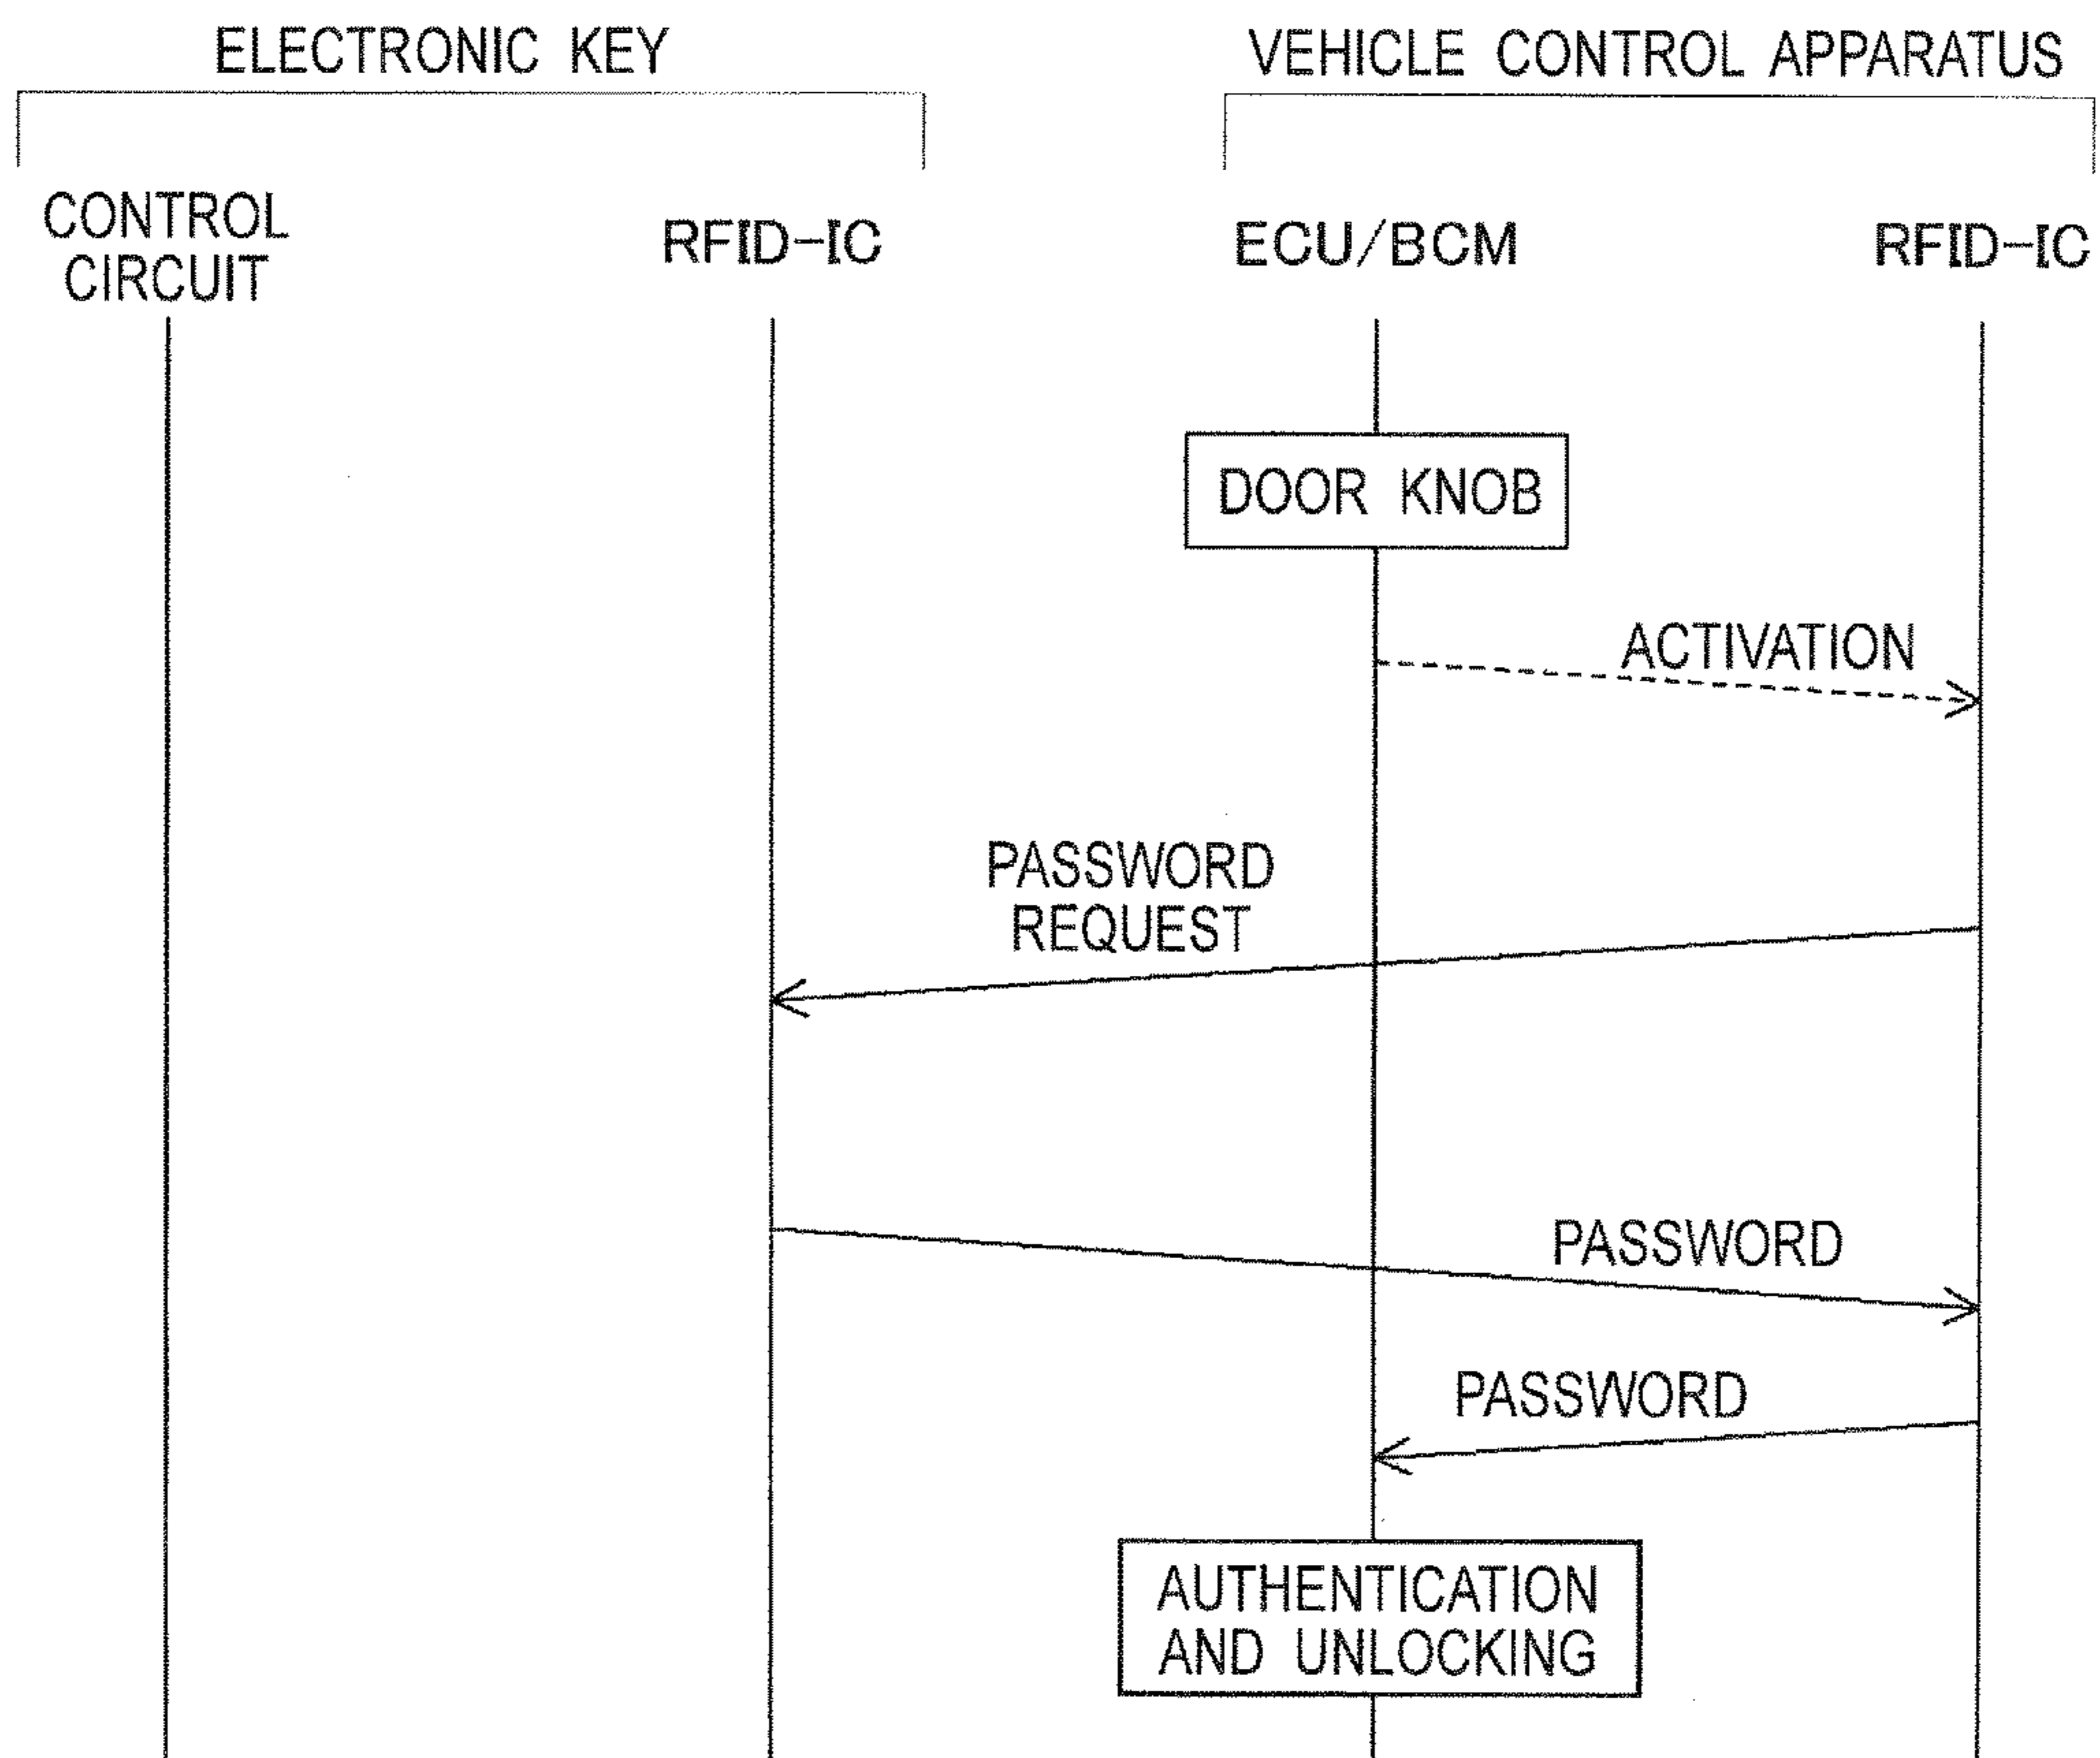 ELECTRONIC KEY
VEHICLE CONTROL APPARATUS
CONTROL
CIRCUIT
RFID-IC
ECU/BCM
RFID-IC
DOOR KNOB
ACTIVATION
PASSWORD
REQUEST
PASSWORD
PASSWORD
AUTHENTICATION
AND UNLOCKING